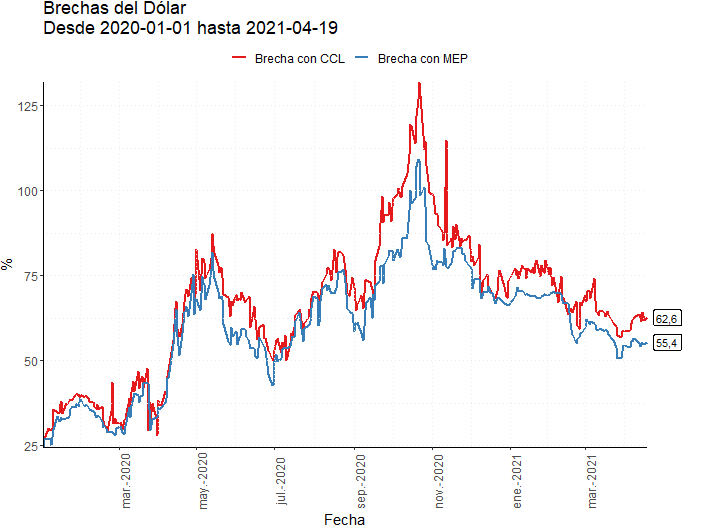 Brechas del Dólar
Desde 2020-01-01 hasta 2021-04-19
Brecha con CCL
Brecha con MEP
%
125
100
75
50
25
62,6
55,4
mar.-2020
may.-2020
jul.-2020
sep.-2020
nov.-2020
ene.-2021
mar.-2021
Fecha